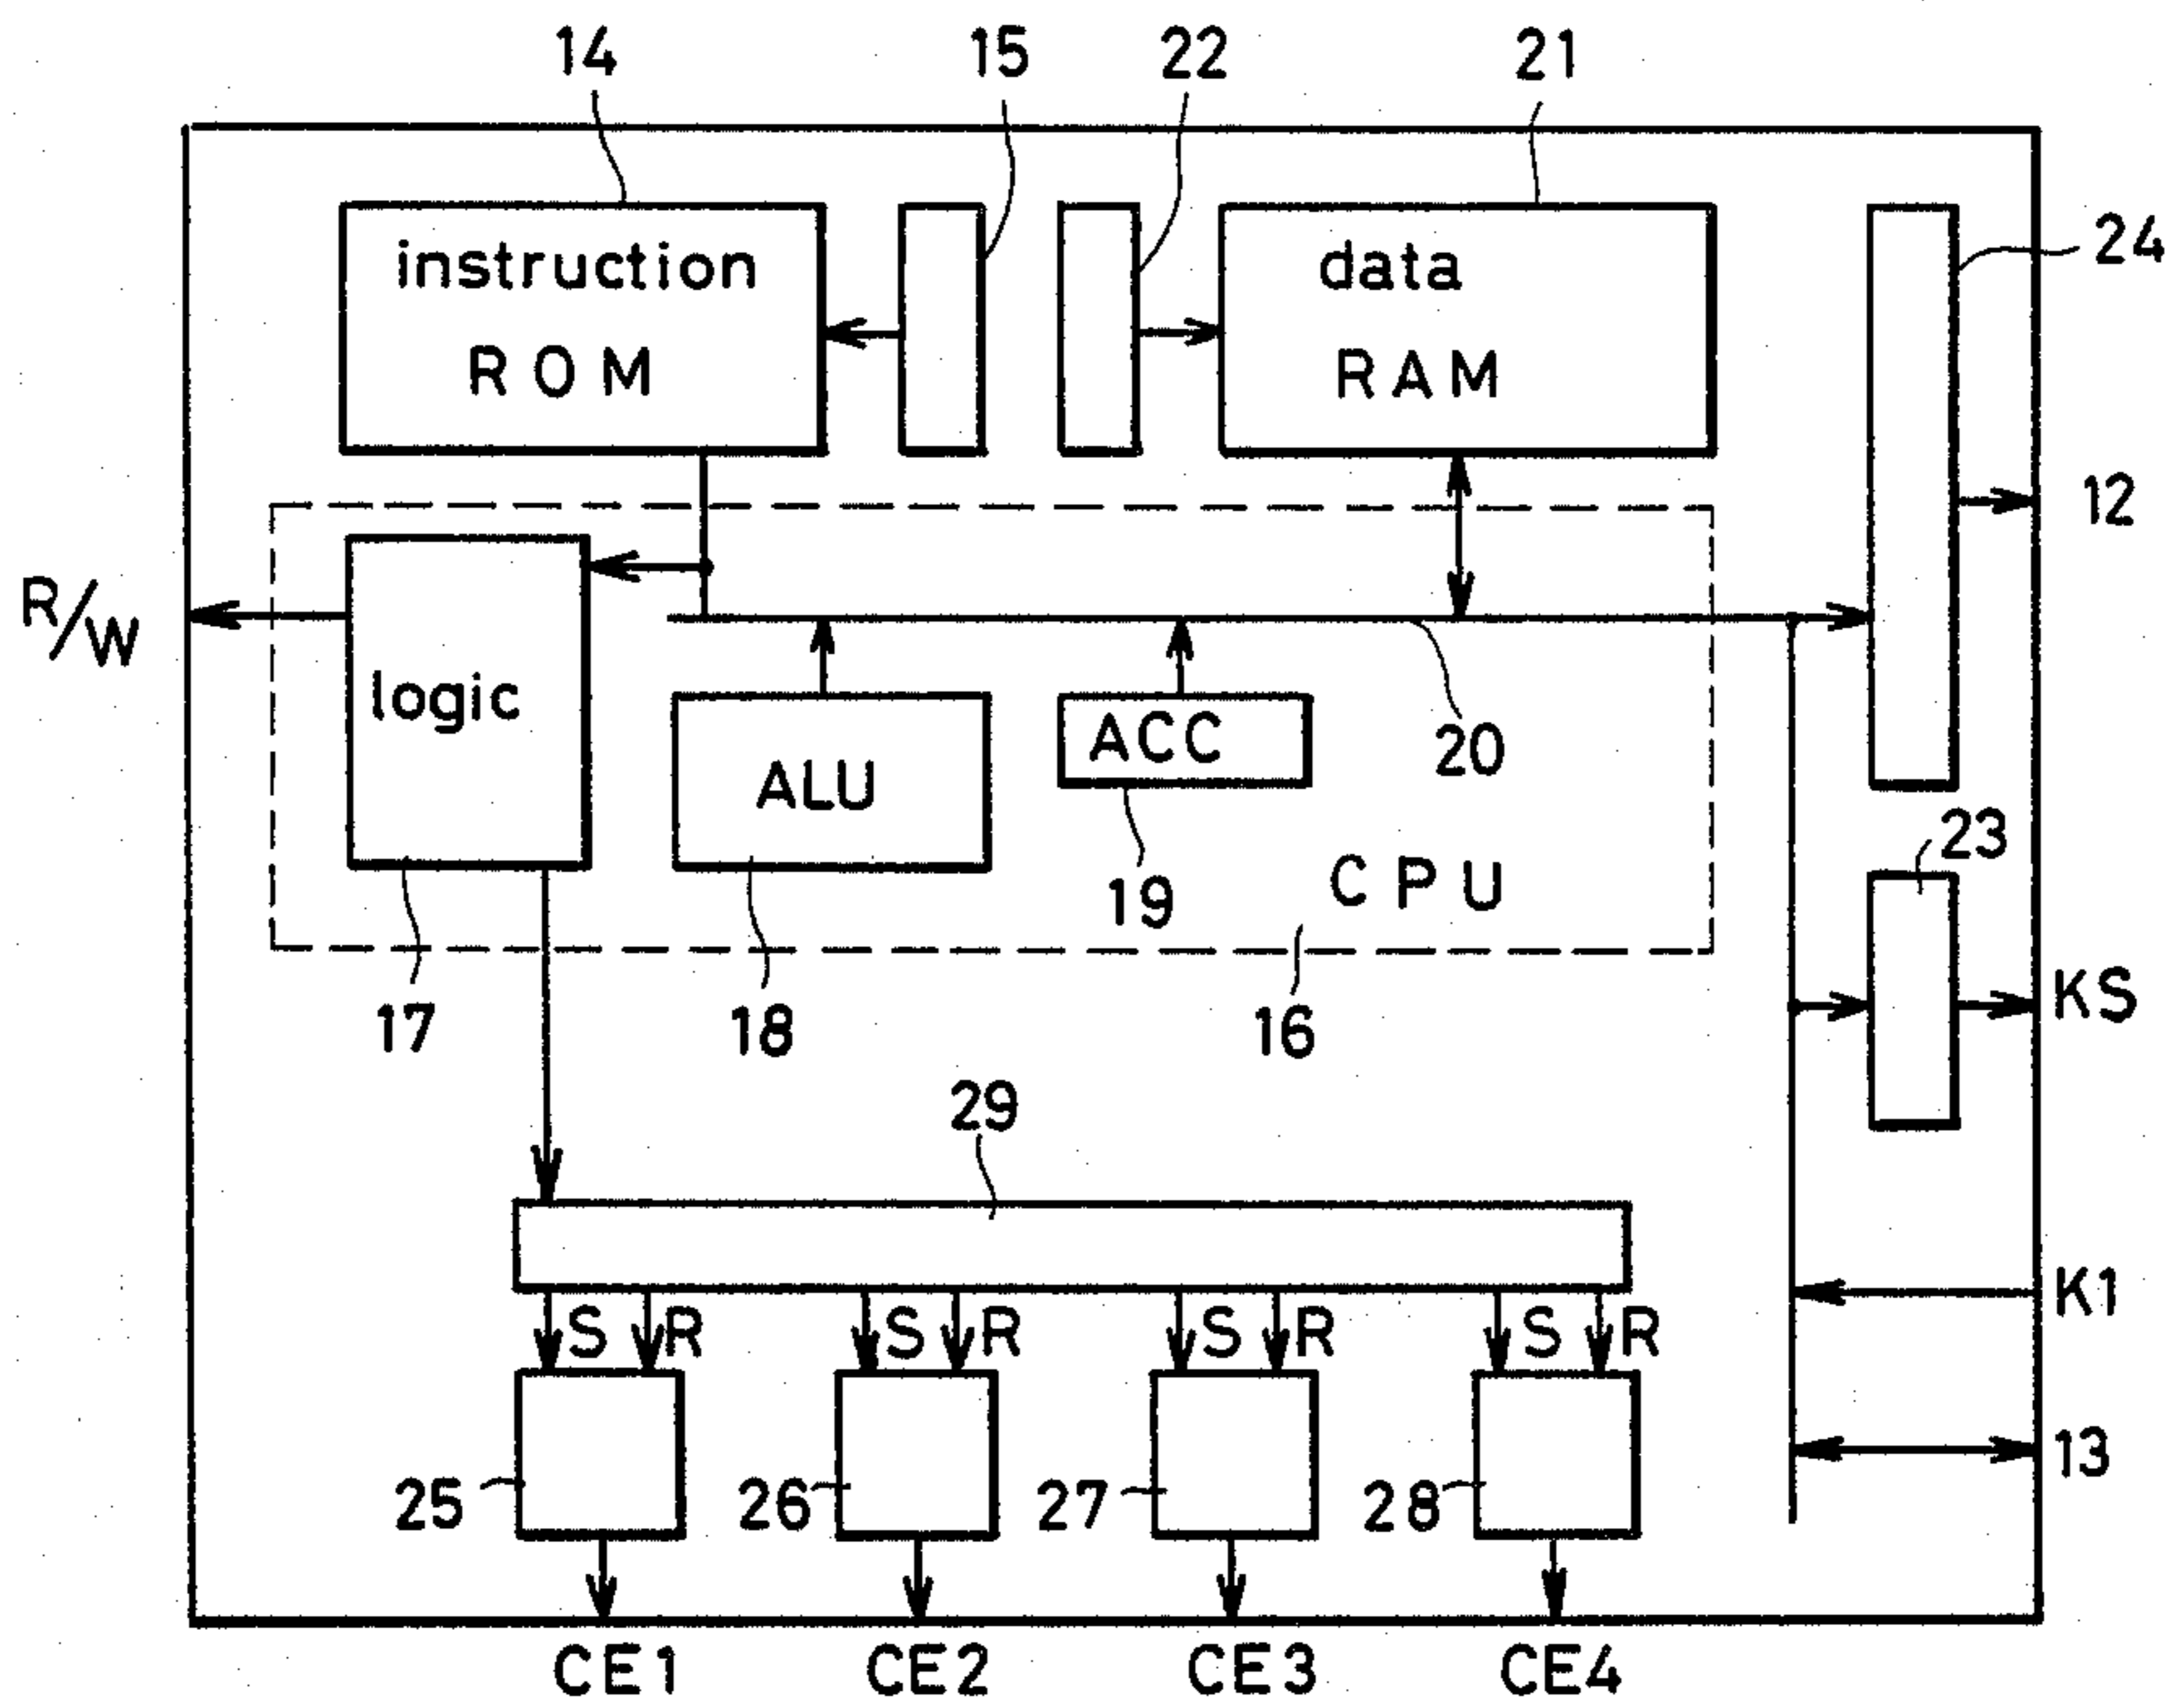 14 15 22 21
instruction
ROM
data
RAM
24
12
R/W
logic
ALU
ACC
20
23
19
CPU
17
18
16
KS
29
K1
S R S R S R S R
13
25 26 27 28
CE1 CE2 CE3 CE4